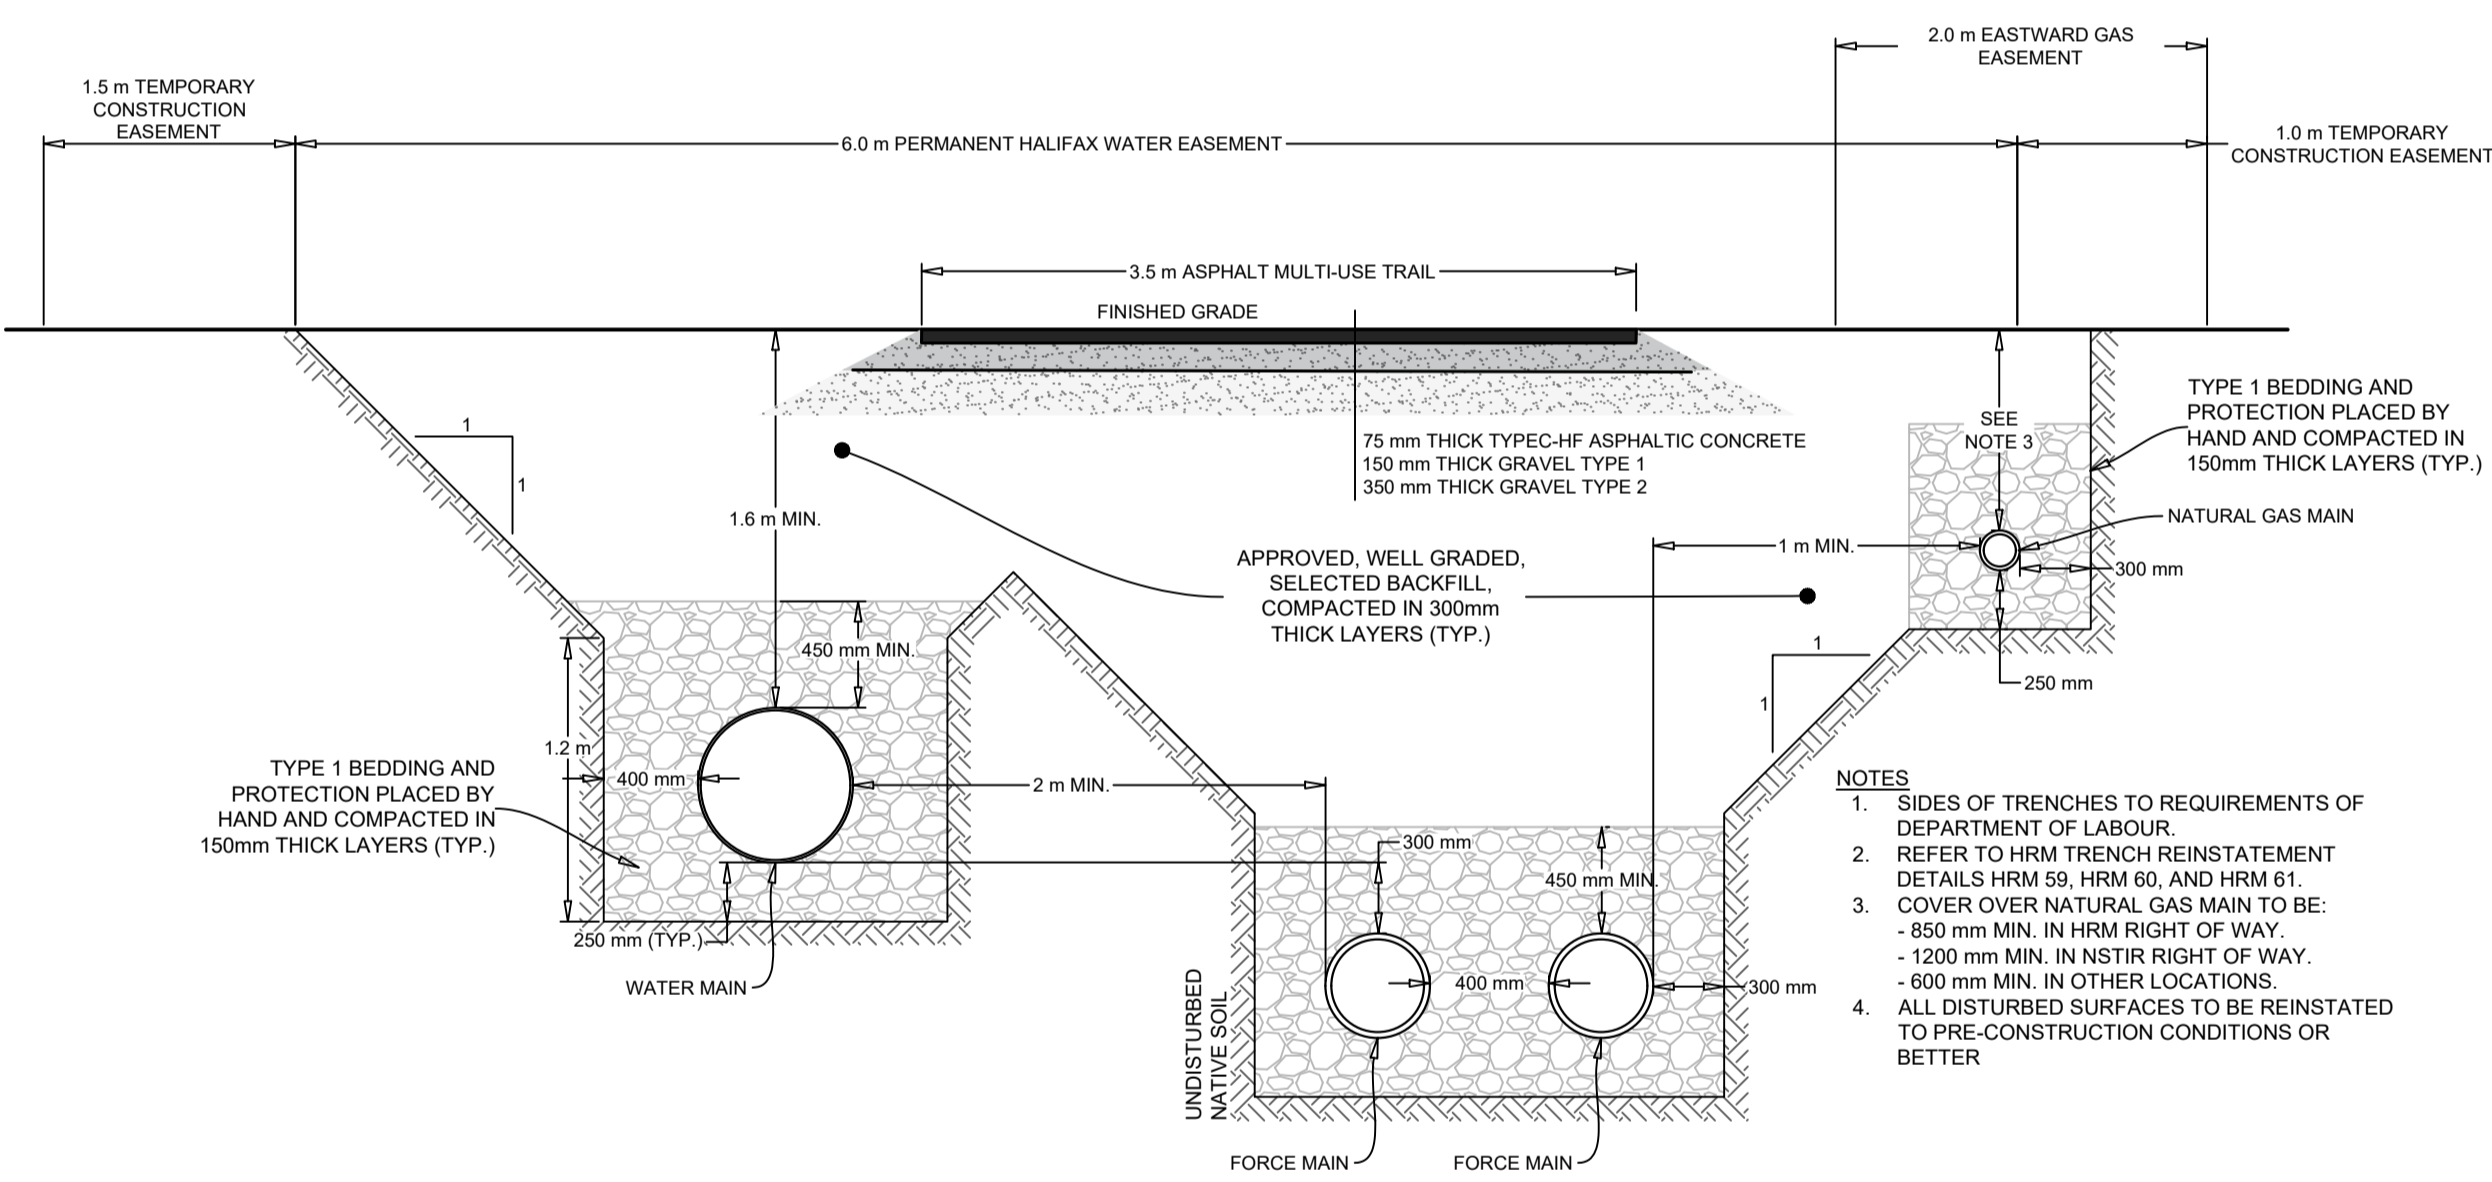 2.0 m EASTWARD GAS
EASEMENT
1.5 m TEMPORARY
CONSTRUCTION
EASEMENT
6.0 m PERMANENT HALIFAX WATER EASEMENT
1.0 m TEMPORARY
CONSTRUCTION EASEMENT
3.5 m ASPHALT MULTI-USE TRAIL
FINISHED GRADE
75 mm THICK TYPEC-HF ASPHALTIC CONCRETE
150 mm THICK GRAVEL TYPE 1
350 mm THICK GRAVEL TYPE 2
SEE
NOTE 3
TYPE 1 BEDDING AND
PROTECTION PLACED BY
HAND AND COMPACTED IN
150mm THICK LAYERS (TYP.)
1
1
1.6 m MIN.
NATURAL GAS MAIN
1 m MIN.
300 mm
APPROVED, WELL GRADED,
SELECTED BACKFILL,
COMPACTED IN 300mm
THICK LAYERS (TYP.)
450 mm MIN.
1
1
250 mm
1.2 m
400 mm
2 m MIN.
TYPE 1 BEDDING AND
PROTECTION PLACED BY
HAND AND COMPACTED IN
150mm THICK LAYERS (TYP.)
300 mm
450 mm MIN.
250 mm (TYP.)
WATER MAIN
400 mm
300 mm
UNDISTURBED
NATIVE SOIL
FORCE MAIN
FORCE MAIN
NOTES
1. SIDES OF TRENCHES TO REQUIREMENTS OF
DEPARTMENT OF LABOUR.
2. REFER TO HRM TRENCH REINSTATEMENT
DETAILS HRM 59, HRM 60, AND HRM 61.
3. COVER OVER NATURAL GAS MAIN TO BE:
- 850 mm MIN. IN HRM RIGHT OF WAY.
- 1200 mm MIN. IN NSTIR RIGHT OF WAY.
- 600 mm MIN. IN OTHER LOCATIONS.
4. ALL DISTURBED SURFACES TO BE REINSTATED
TO PRE-CONSTRUCTION CONDITIONS OR
BETTER